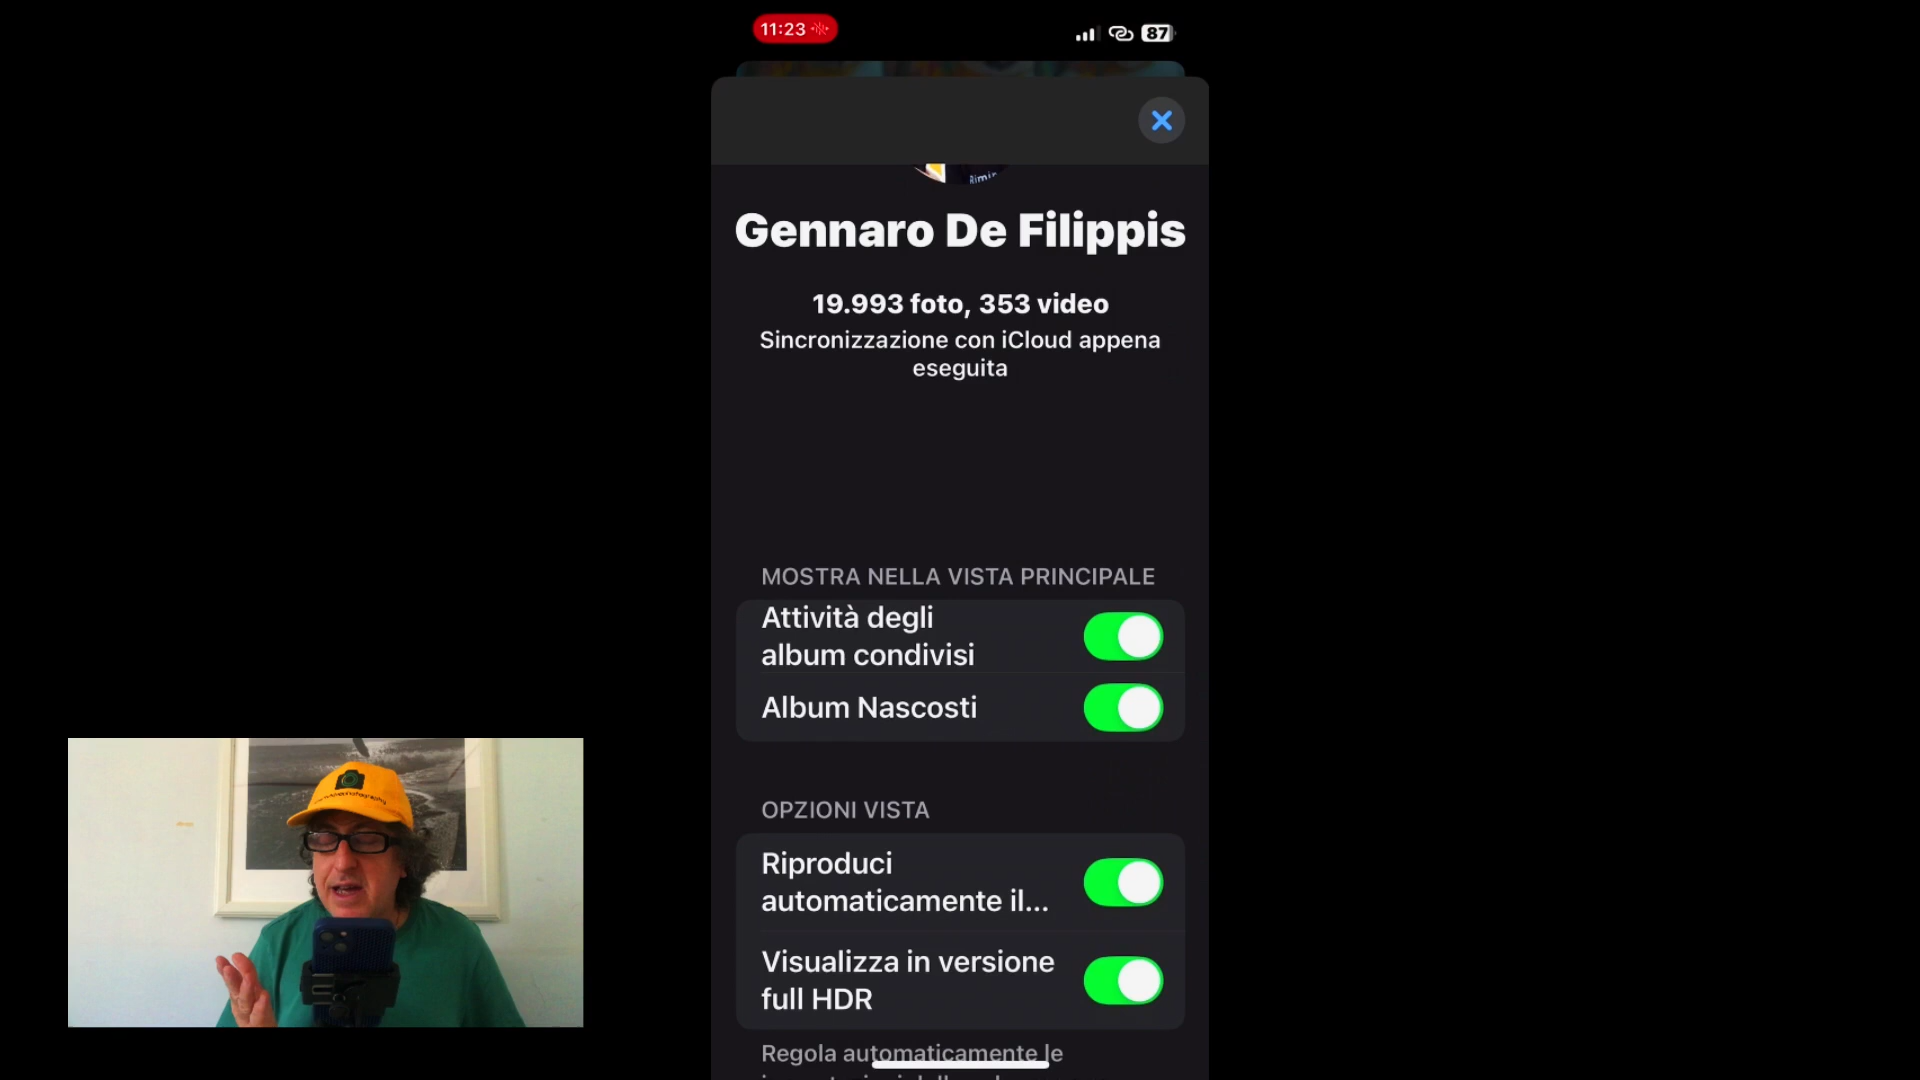 11:23
87
Gennaro De Filippis
19.993 foto, 353 video
Sincronizzazione con iCloud appena
eseguita
MOSTRA NELLA VISTA PRINCIPALE
Attività degli
album condivisi
Album Nascosti
OPZIONI VISTA
Riproduci
automaticamente il...
Visualizza in versione
full HDR
Regola automaticamente le